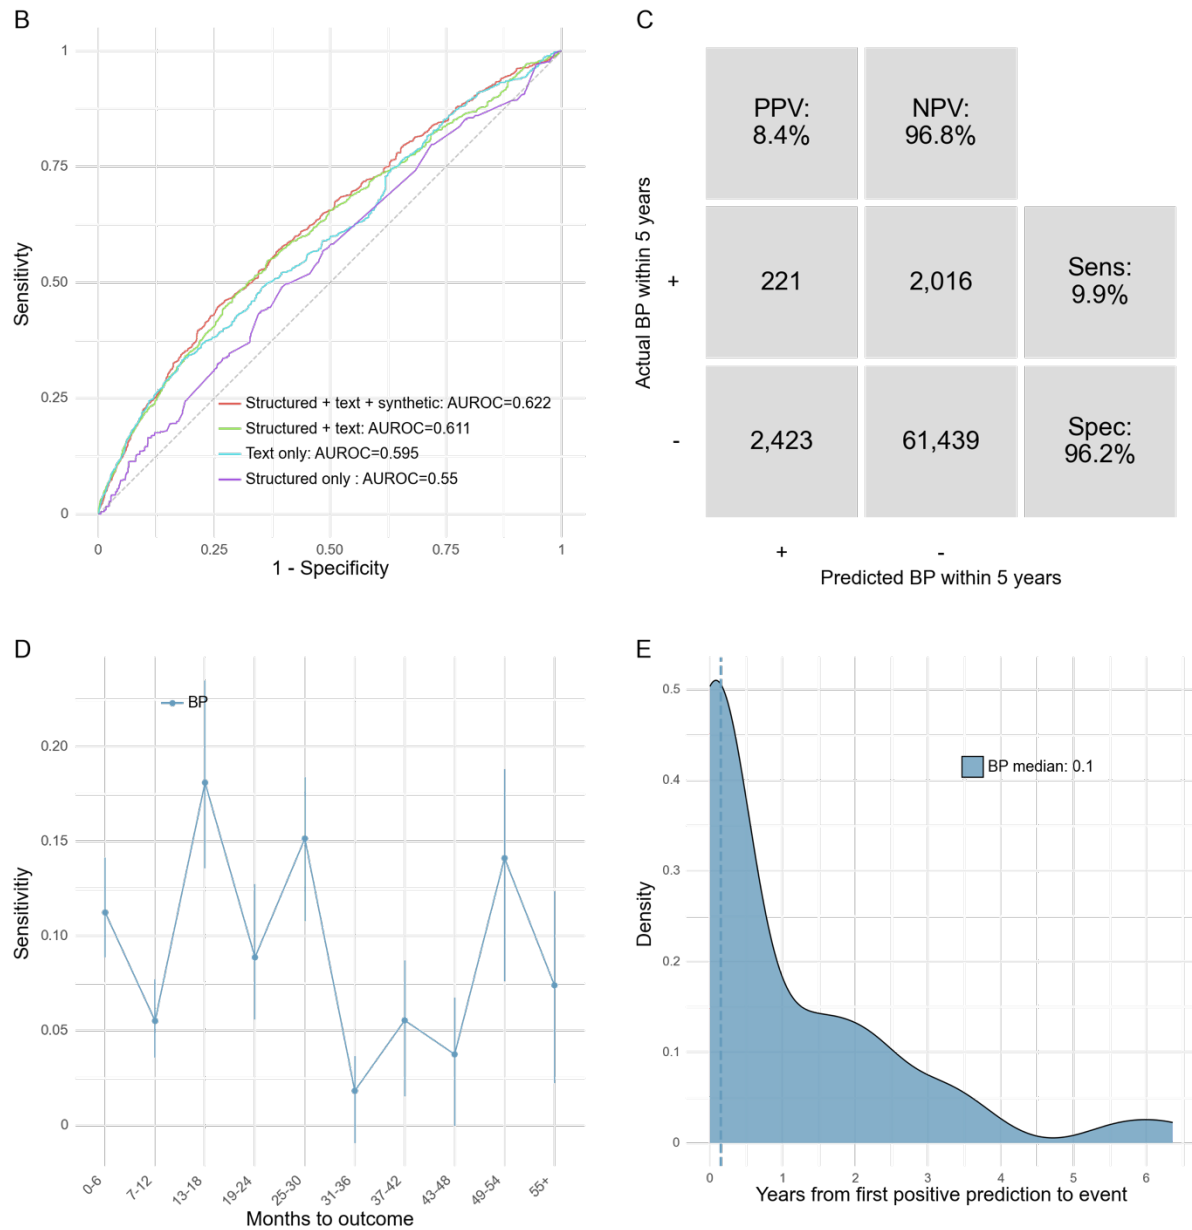 B
1
0.75
0.50
0.25
0
Sensitivty
Structured + text + synthetic: AUROC=0.622
Structured + text: AUROC=0.611
Text only: AUROC=0.595
Structured only : AUROC=0.55
0 0.25 0.50 0.75 1
1 - Specificity
C
PPV:
8.4%
NPV:
96.8%
Actual BP within 5 years
+
221
2,016
Sens:
9.9%
-
2,423
61,439
Spec:
96.2%
+ -
Predicted BP within 5 years
D
BP
0.20
0.15
0.10
0.05
0
Sensitivitiy
0-6 7-12 13-18 19-24 25-30 31-36 37-42 43-48 49-54 55+
Months to outcome
E
0.5
0.4
0.3
0.2
0.1
0
Density
BP median: 0.1
0 1 2 3 4 5 6
Years from first positive prediction to event